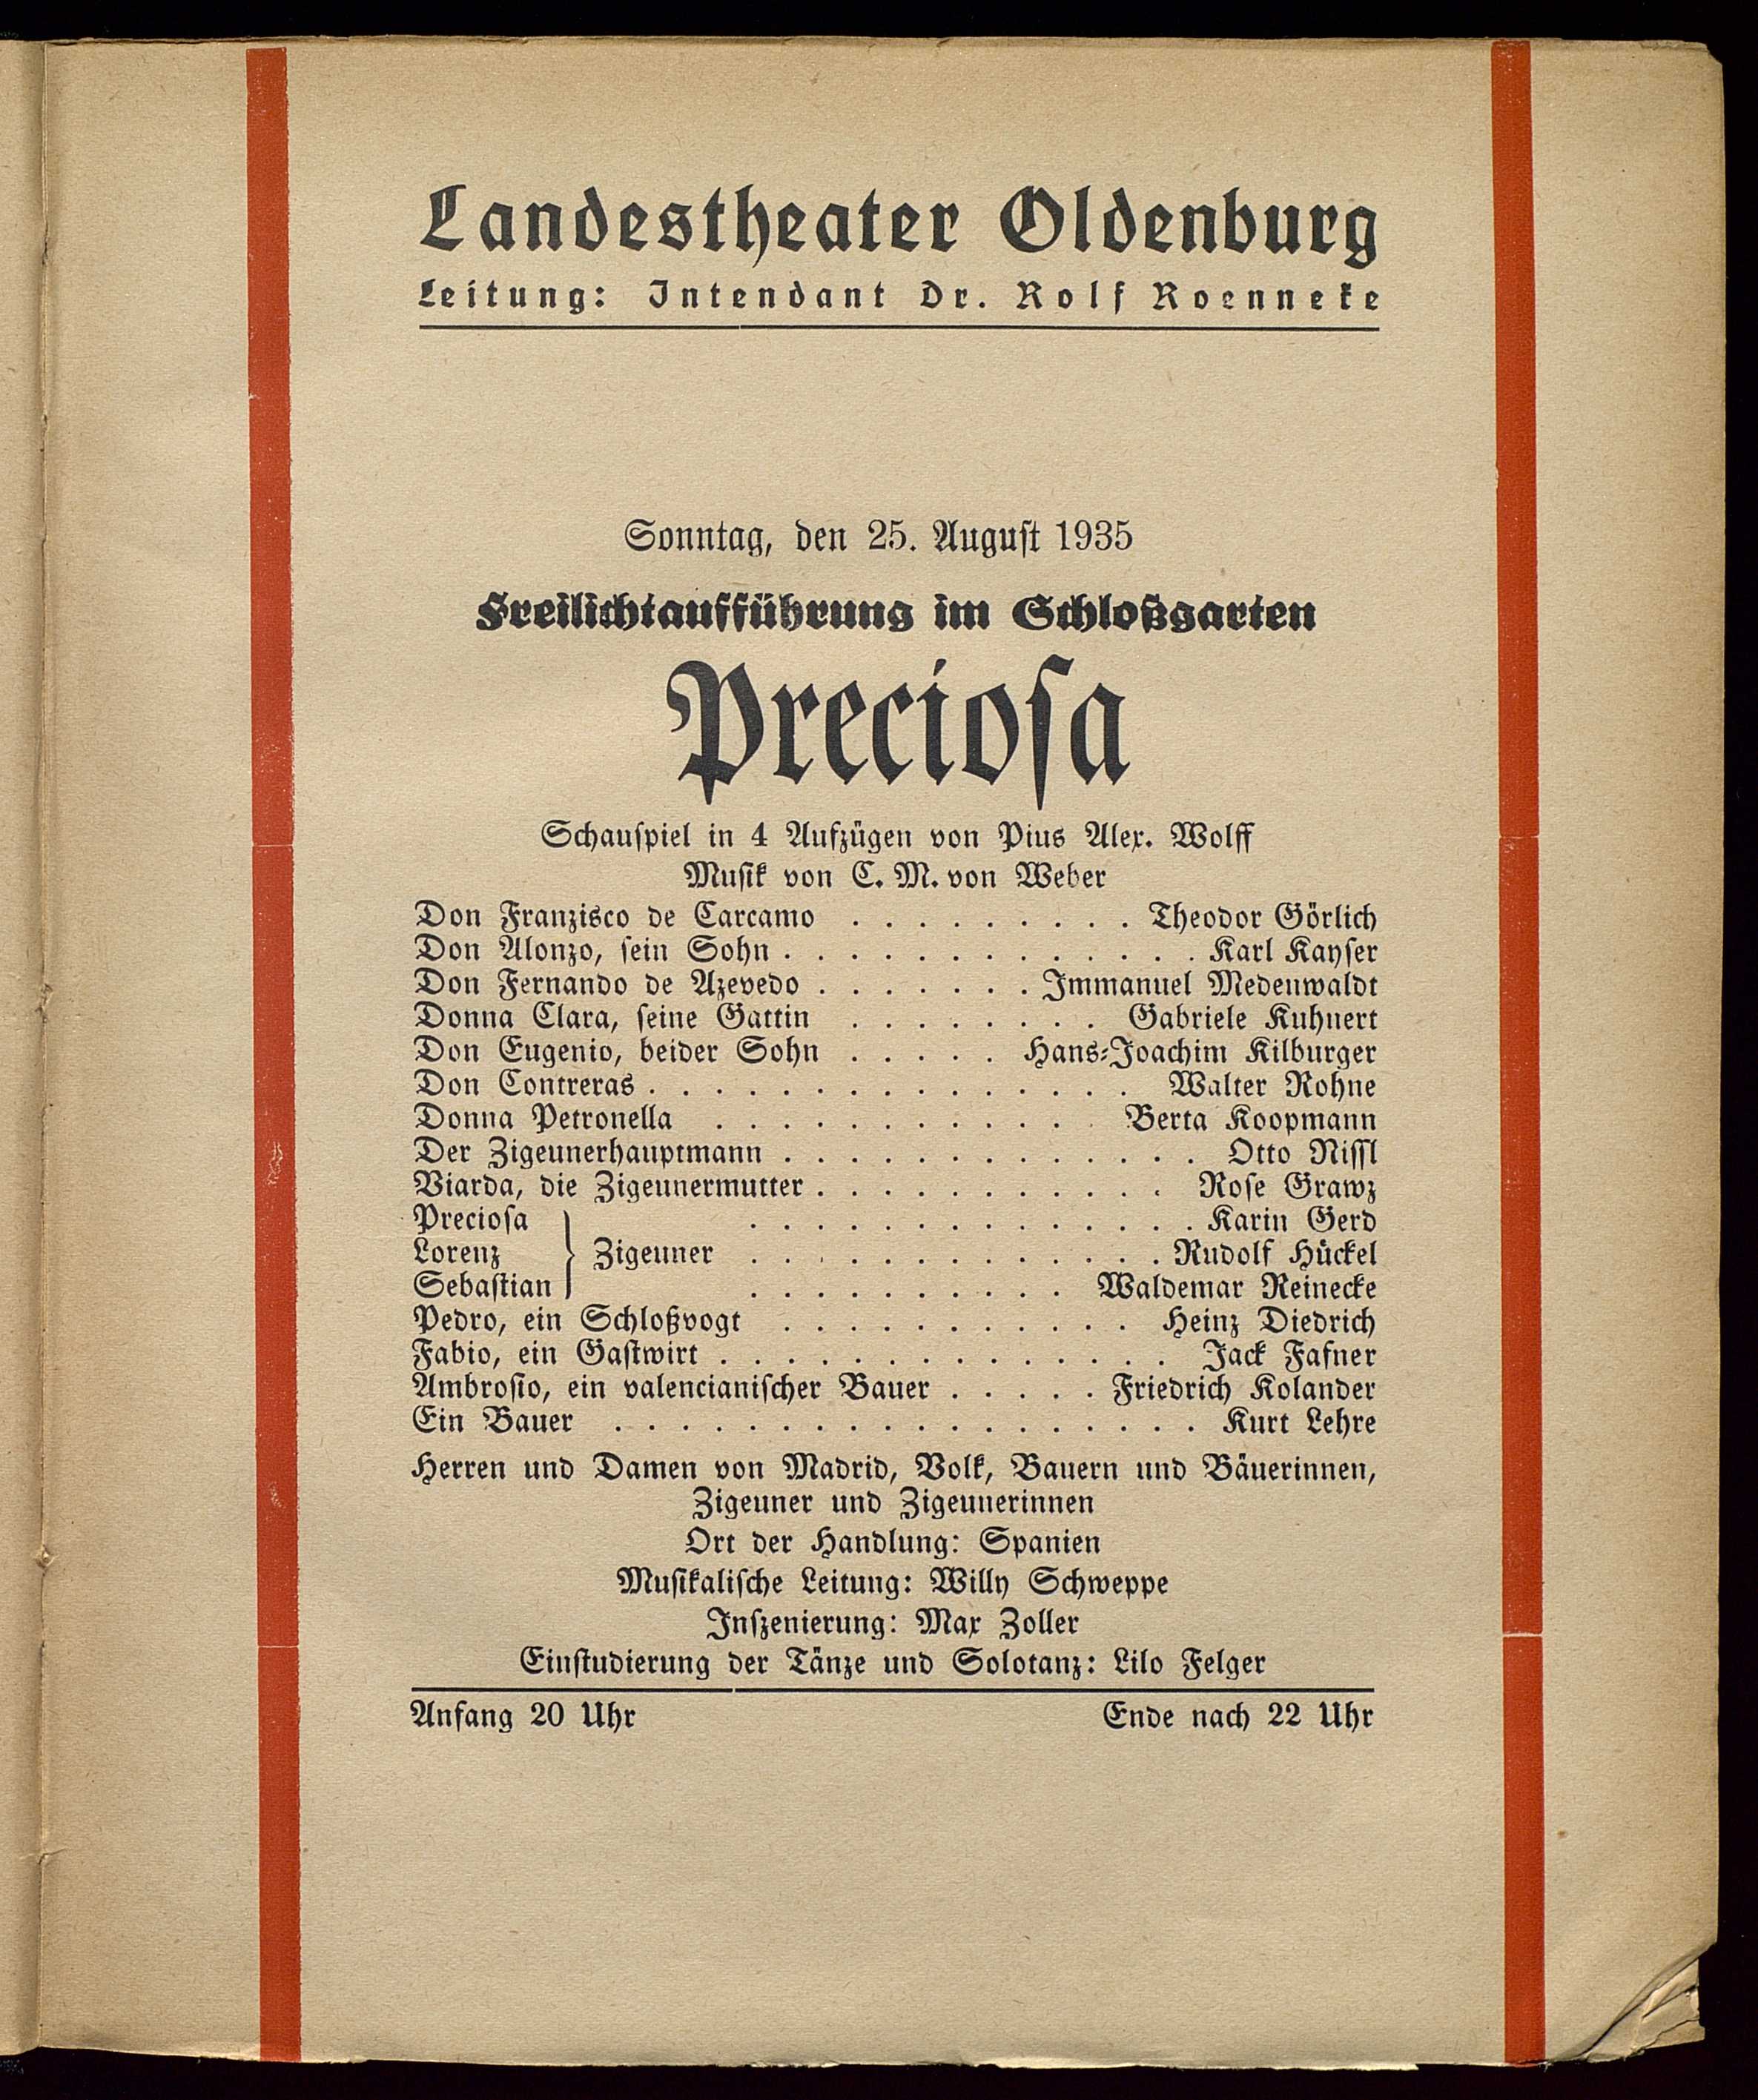 Landestheater Oldenburg
Leitung: Intendant Dr. Rolf Roenneke
Sonntag, den 25. August 1935
Freilichtaufführung im Schloßgarten
Preciosa
Schauspiel in 4 Aufzügen von Pius Alex. Wolff
Musik von C. M. von Weber
Don Franzisco de Carcamo . . . . . . . . . Theodor Görlich
Don Alonzo, sein Sohn . . . . . . . . . . . . . Karl Kayser
Don Fernando de Azevedo . . . . . . . Immanuel Medenwaldt
Donna Clara, seine Gattin . . . . . . . . Gabriele Kuhnert
Don Eugenio, beider Sohn . . . . . Hans-Joachim Kilburger
Don Contreras . . . . . . . . . . . . . . . Walter Rohne
Donna Petronella . . . . . . . . . . . . Berta Koopmann
Der Zigeunerhauptmann . . . . . . . . . . . . . Otto Nissl
Viarda, die Zigeunermutter . . . . . . . . . . . Rose Grawz
Preciosa . . . . . . . . . . . . . . Karin Gerd
Lorenz } Zigeuner . . . . . . . . . . . . . Rudolf Hückel
Sebastian . . . . . . . . . . Waldemar Reinecke
Pedro, ein Schloßvogt . . . . . . . . . . . Heinz Diedrich
Fabio, ein Gastwirt . . . . . . . . . . . . . . Jack Fafner
Ambrosio, ein valencianischer Bauer . . . . . Friedrich Kolander
Ein Bauer . . . . . . . . . . . . . . . . . . Kurt Lehre
Herren und Damen von Madrid, Volk, Bauern und Bäuerinnen,
Zigeuner und Zigeunerinnen
Ort der Handlung: Spanien
Musikalische Leitung: Willy Schweppe
Inszenierung: Max Zoller
Einstudierung der Tänze und Solotanz: Lilo Felger
Anfang 20 Uhr Ende nach 22 Uhr